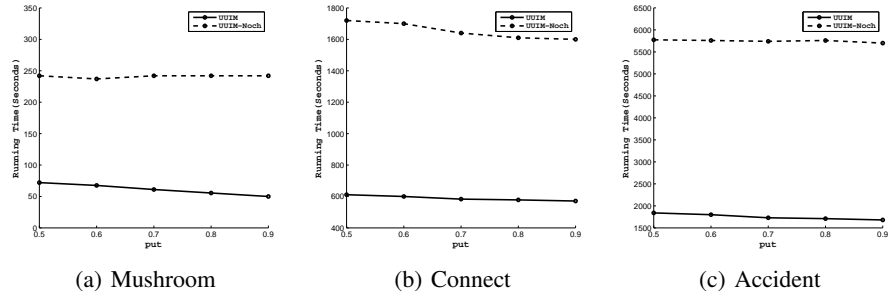 350
300
250
200
150
100
50
0
Running Time(Seconds)
UUIM
UUIM-Noch
0.5 0.6 0.7 0.8 0.9
put
(a) Mushroom
1800
1600
1400
1200
1000
800
600
400
Running Time(Seconds)
UUIM
UUIM-Noch
0.5 0.6 0.7 0.8 0.9
put
(b) Connect
6500
6000
5500
5000
4500
4000
3500
3000
2500
2000
1500
Running Time(Seconds)
UUIM
UUIM-Noch
0.5 0.6 0.7 0.8 0.9
put
(c) Accident